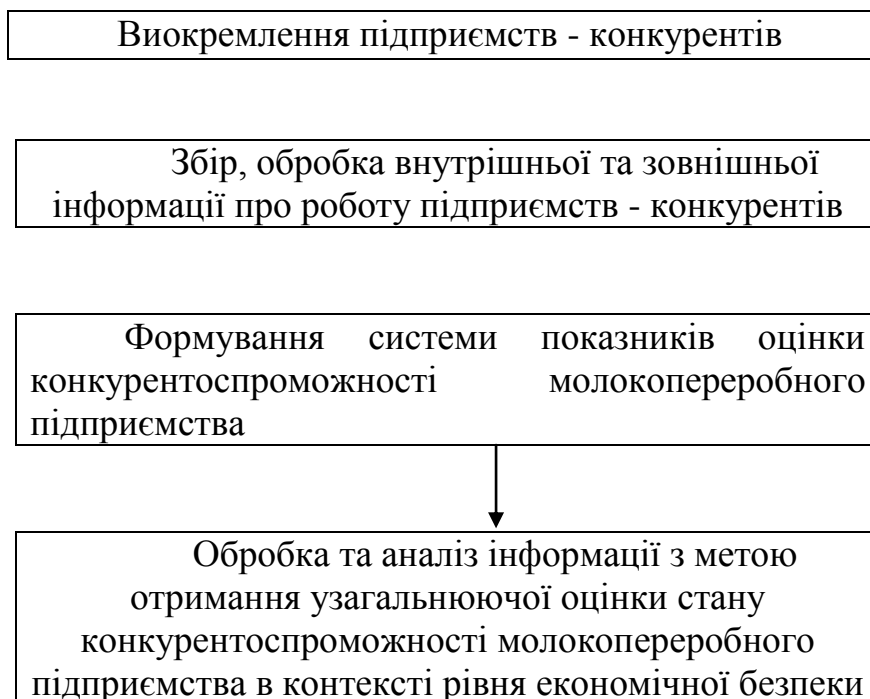 Виокремлення підприємств - конкурентів
Збір, обробка внутрішньої та зовнішньої
інформації про роботу підприємств - конкурентів
Формування системи показників оцінки
конкурентоспроможності молокопереробного
підприємства
Обробка та аналіз інформації з метою
отримання узагальнюючої оцінки стану
конкурентоспроможності молокопереробного
підприємства в контексті рівня економічної безпеки